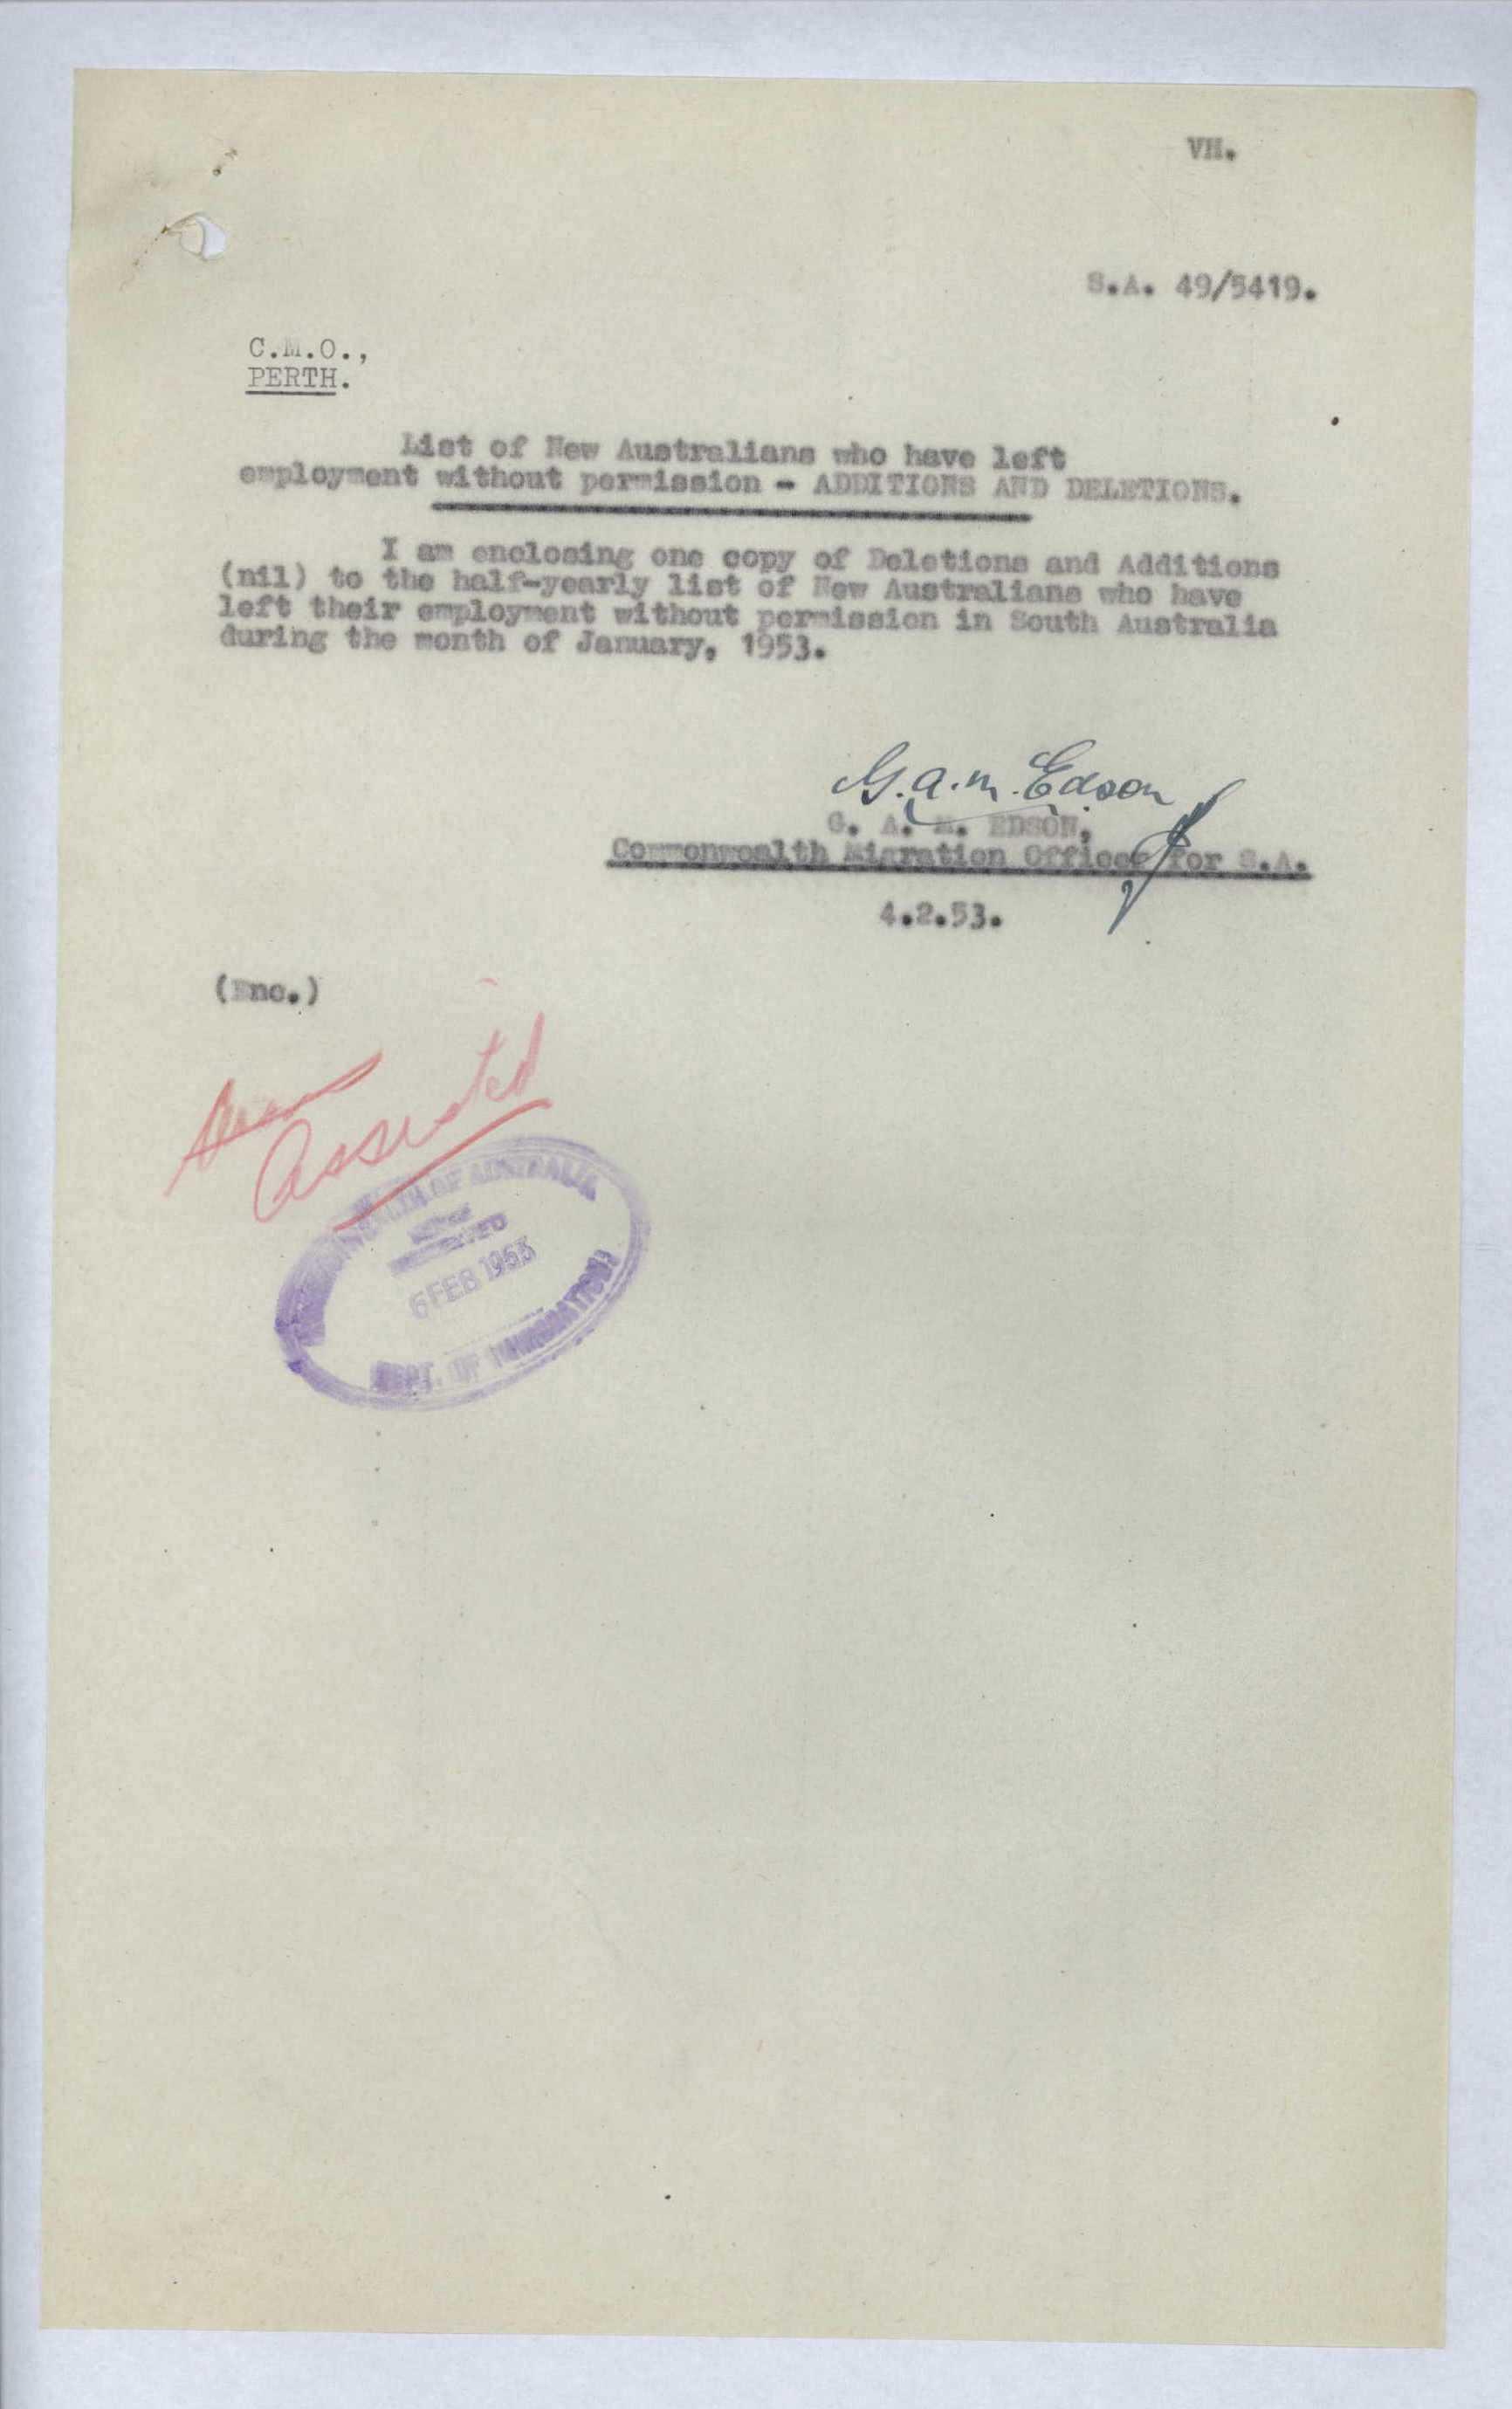 VH.
S.A. 49/5419.
C.M.O.,
PERTH.
List of New Australians who have left
employment without permission - ADDITIONS AND DELETIONS.
I am enclosing one copy of Deletions and Additions
(nil) to the half-yearly list of New Australians who have
left their employment without permission in South Australia
during the month of January, 1953.
G.A.M. Edson
G. A. M. EDSON,
Commonwealth Migration Officer for S.A.
4.2.53.
(Enc.)
OF AUSTRALIA
RECEIVED
6 FEB 1953
DEPT. OF IMMIGRATION